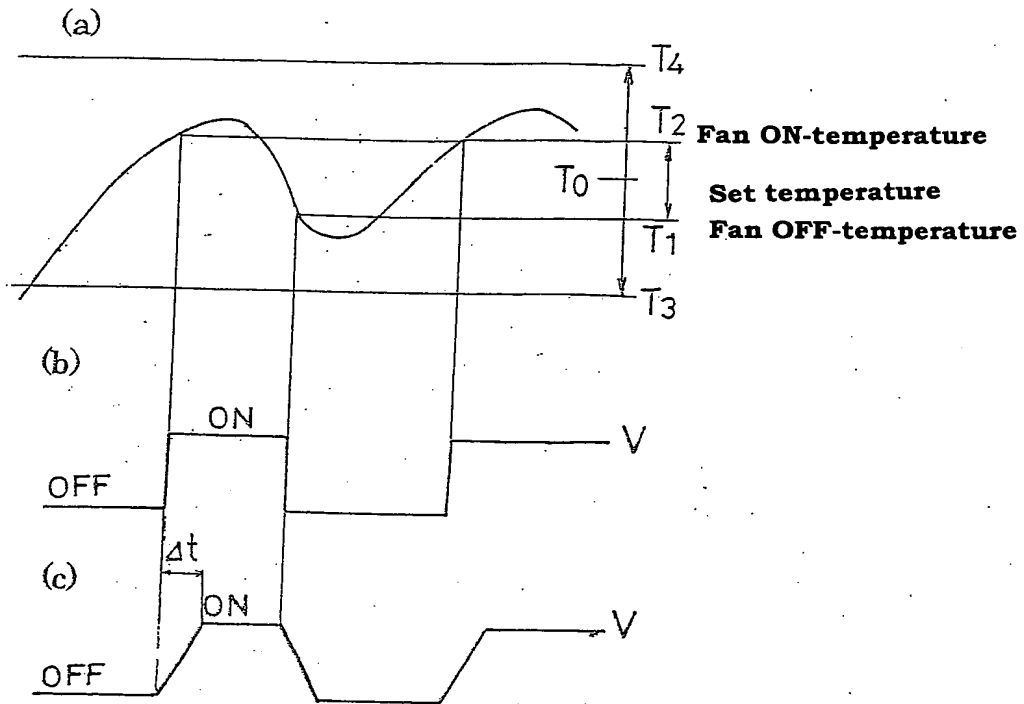 (a)
T4
T2 Fan ON-temperature
T0 Set temperature
T1 Fan OFF-temperature
T3
(b)
ON
V
OFF
Δt
(c)
ON
V
OFF